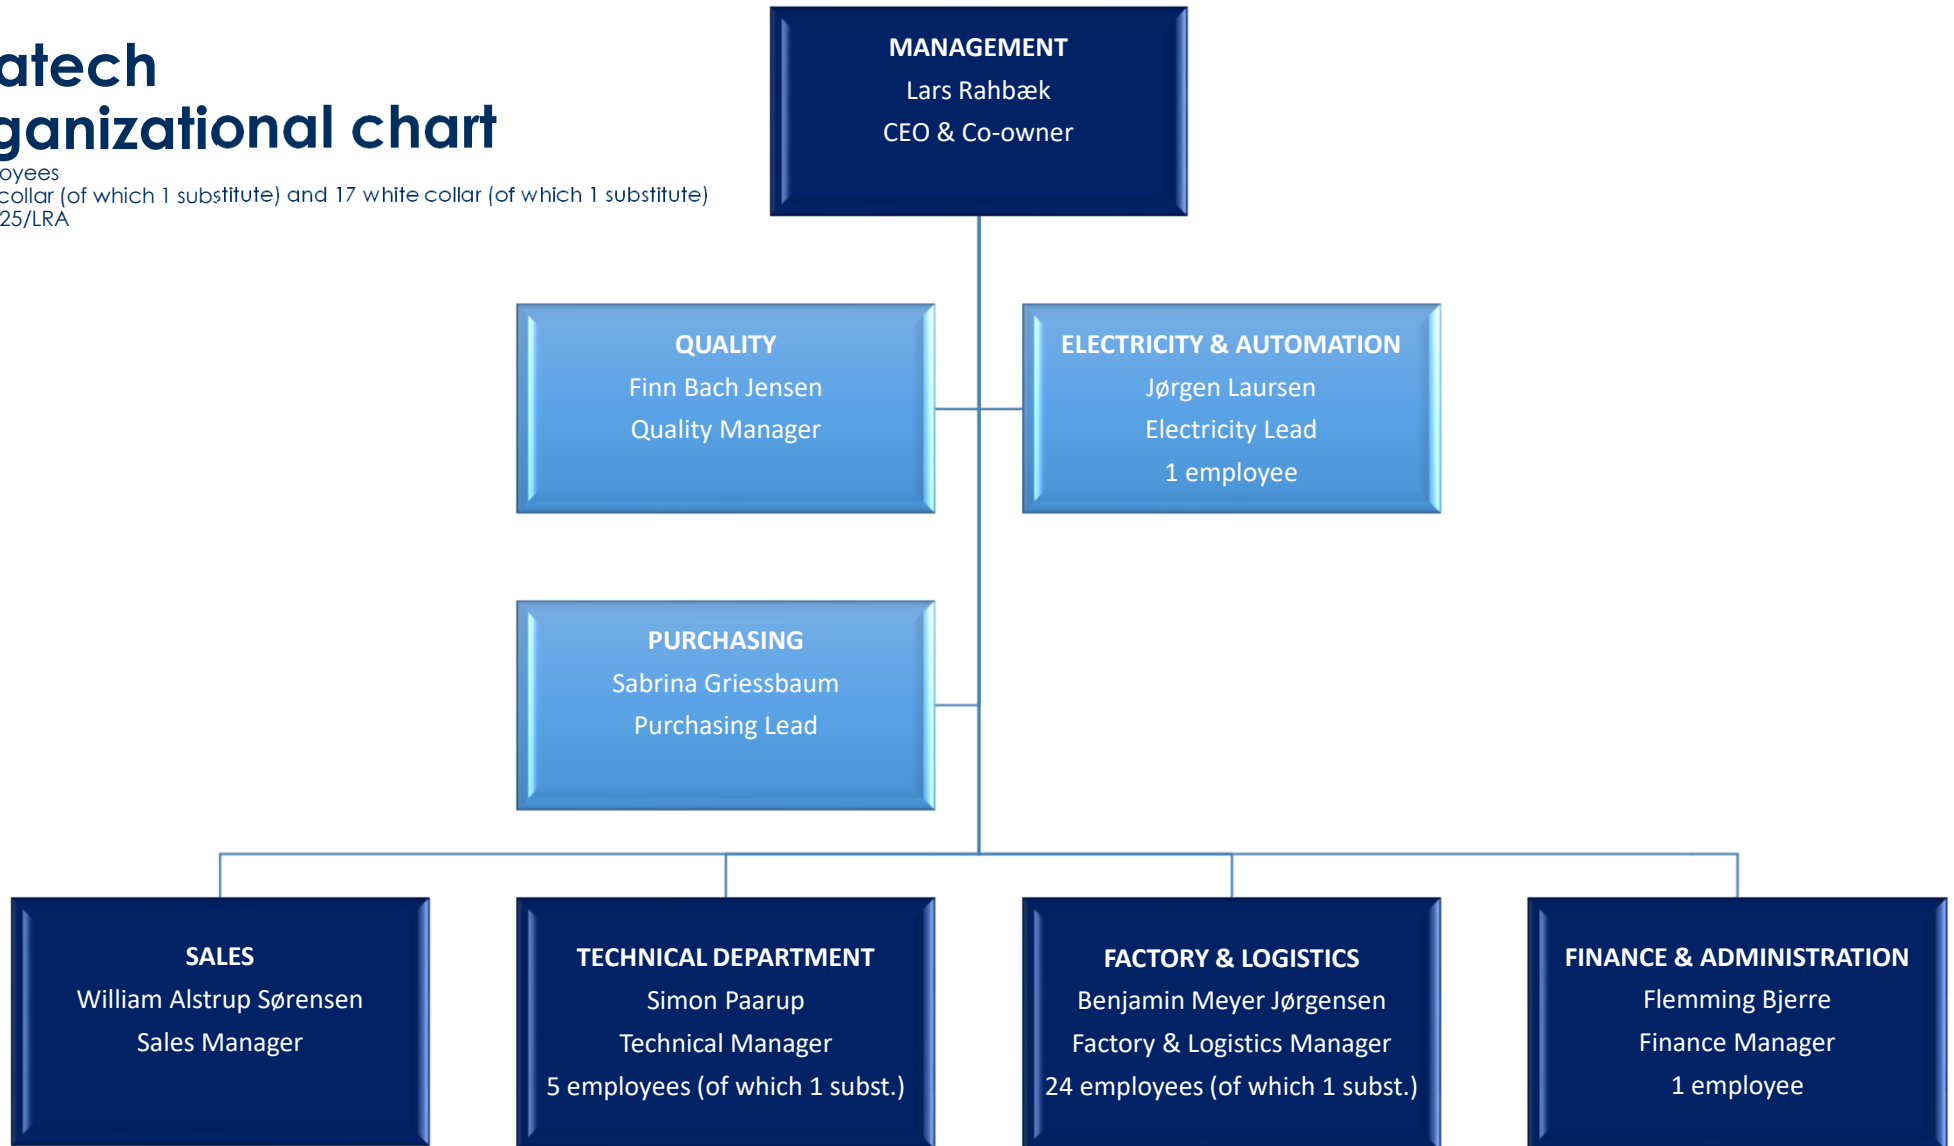 atech
ganizational chart
oyees
collar (of which 1 substitute) and 17 white collar (of which 1 substitute)
25/LRA
MANAGEMENT
Lars Rahbæk
CEO & Co-owner
QUALITY
Finn Bach Jensen
Quality Manager
ELECTRICITY & AUTOMATION
Jørgen Laursen
Electricity Lead
1 employee
PURCHASING
Sabrina Griessbaum
Purchasing Lead
SALES
William Alstrup Sørensen
Sales Manager
TECHNICAL DEPARTMENT
Simon Paarup
Technical Manager
5 employees (of which 1 subst.)
FACTORY & LOGISTICS
Benjamin Meyer Jørgensen
Factory & Logistics Manager
24 employees (of which 1 subst.)
FINANCE & ADMINISTRATION
Flemming Bjerre
Finance Manager
1 employee